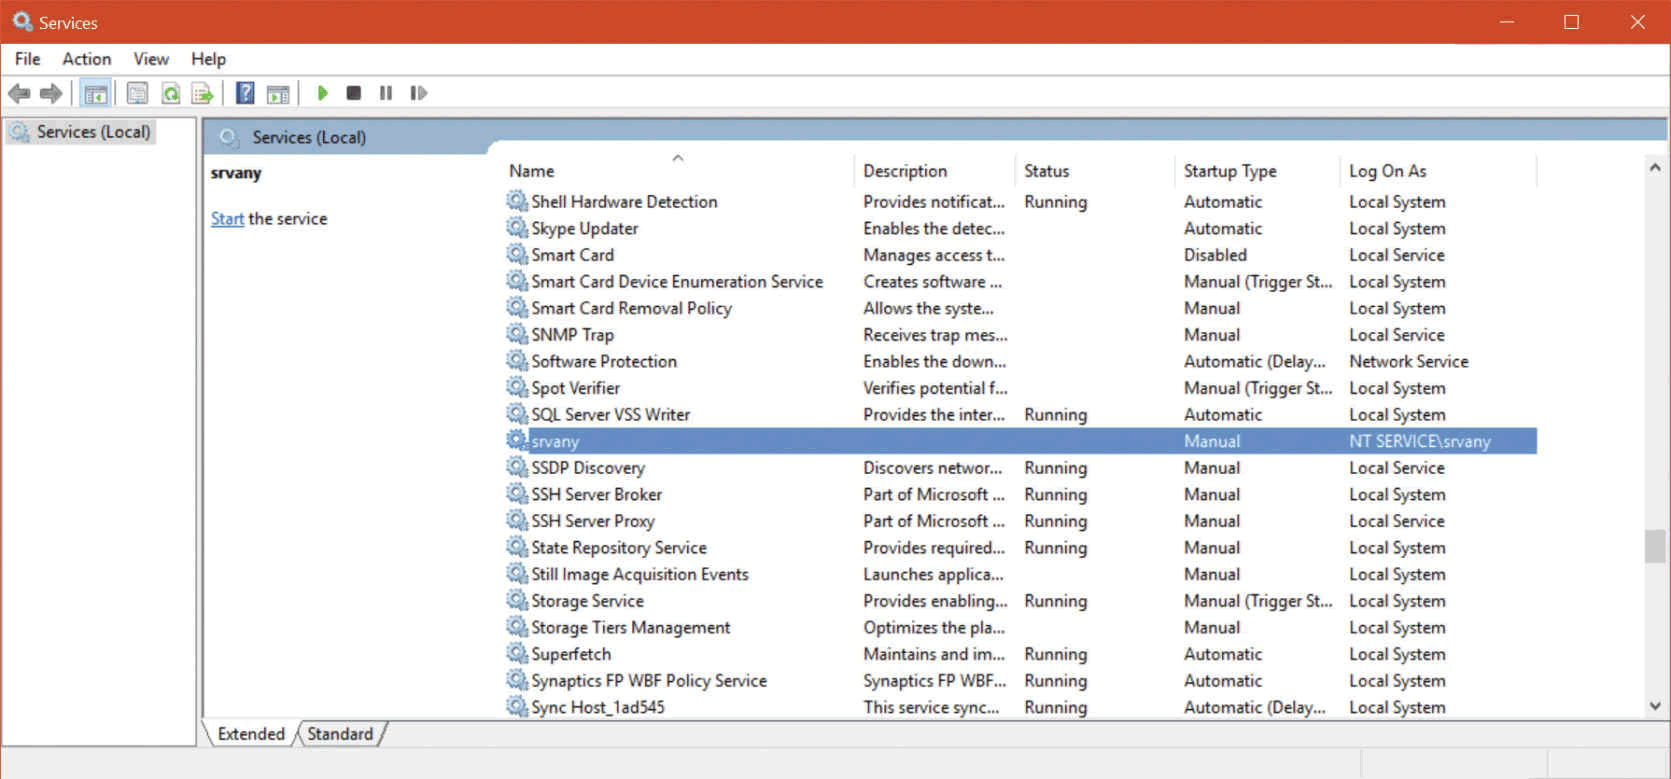 Services
File Action View Help
Services (Local)
Services (Local)
srvany
Start the service
Name Description Status Startup Type Log On As
Shell Hardware Detection Provides notificat... Running Automatic Local System
Skype Updater Enables the detec... Automatic Local System
Smart Card Manages access t... Disabled Local Service
Smart Card Device Enumeration Service Creates software ... Manual (Trigger St... Local System
Smart Card Removal Policy Allows the syste... Manual Local System
SNMP Trap Receives trap mes... Manual Local Service
Software Protection Enables the down... Automatic (Delay... Network Service
Spot Verifier Verifies potential f... Manual (Trigger St... Local System
SQL Server VSS Writer Provides the inter... Running Automatic Local System
srvany Manual NT SERVICE\srvany
SSDP Discovery Discovers networ... Running Manual Local Service
SSH Server Broker Part of Microsoft ... Running Manual Local System
SSH Server Proxy Part of Microsoft ... Running Manual Local Service
State Repository Service Provides required... Running Manual Local System
Still Image Acquisition Events Launches applica... Manual Local System
Storage Service Provides enabling... Running Manual (Trigger St... Local System
Storage Tiers Management Optimizes the pla... Manual Local System
Superfetch Maintains and im... Running Automatic Local System
Synaptics FP WBF Policy Service Synaptics FP WBF... Running Automatic Local System
Sync Host_1ad545 This service sync... Running Automatic (Delay... Local System
Extended Standard